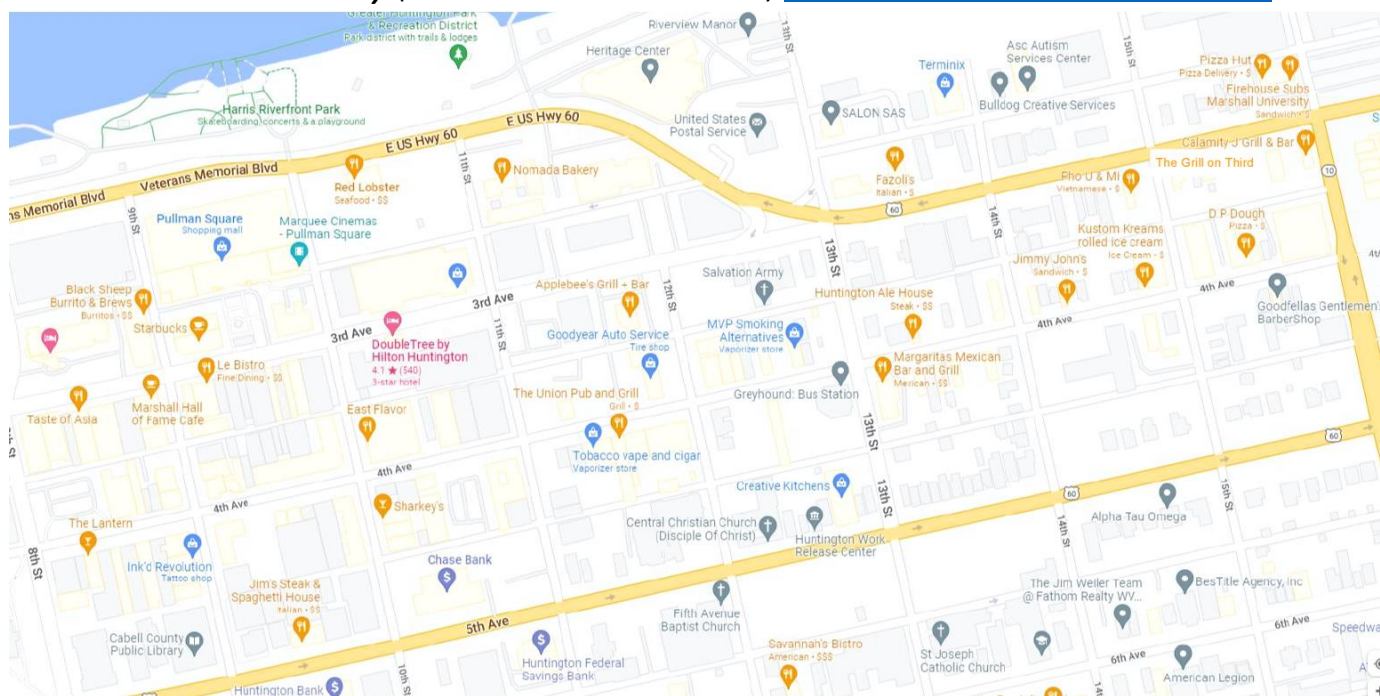 Greater Huntington Park
& Recreation District
Park district with trails & lodges
Riverview Manor
13th St
Heritage Center
15th St
Asc Autism
Services Center
Terminix
Bulldog Creative Services
Pizza Hut
Pizza Delivery • $
Firehouse Subs
Marshall University
Sandwich • $
Harris Riverfront Park
Skateboarding, concerts & a playground
E US Hwy 60
E US Hwy 60
United States
Postal Service
SALON SAS
Calamity J Grill & Bar
The Grill on Third
10
Veterans Memorial Blvd
ns Memorial Blvd
Red Lobster
Seafood • $$
11th St
Nomada Bakery
Fazoli's
Italian • $
Pho U & Mi
Vietnamese • $
60
14th St
9th St
Pullman Square
Shopping mall
Marquee Cinemas
- Pullman Square
D P Dough
Pizza • $
Kustom Kreams
rolled ice cream
Ice Cream • $
Jimmy John's
Sandwich • $
13th St
Salvation Army
Black Sheep
Burrito & Brews
Burritos • $$
Starbucks
3rd Ave
3rd Ave
Applebee's Grill + Bar
12th St
Huntington Ale House
Steak • $$
4th Ave
4th Ave
Goodfellas Gentlemen'
BarberShop
DoubleTree by
Hilton Huntington
4.1 ★ (540)
3-star hotel
11th St
Goodyear Auto Service
Tire shop
MVP Smoking
Alternatives
Vaporizer store
Le Bistro
Fine Dining • $$
Margaritas Mexican
Bar and Grill
Mexican • $$
Greyhound: Bus Station
Taste of Asia
Marshall Hall
of Fame Cafe
East Flavor
The Union Pub and Grill
Grill • $
13th St
60
Tobacco vape and cigar
Vaporizer store
4th Ave
4th Ave
Sharkey's
Creative Kitchens
13th St
60
15th St
Alpha Tau Omega
The Lantern
Central Christian Church
(Disciple Of Christ)
Huntington Work
Release Center
14th St
8th St
Ink'd Revolution
Tattoo shop
Chase Bank
Jim's Steak &
Spaghetti House
Italian • $$
The Jim Weiler Team
@ Fathom Realty WV...
BesTitle Agency, Inc
Fifth Avenue
Baptist Church
5th Ave
6th Ave
Speedwa
Cabell County
Public Library
Savannah's Bistro
American • $$$
St Joseph
Catholic Church
6th Ave
American Legion
Huntington Federal
Savings Bank
10th St
Huntington Bank